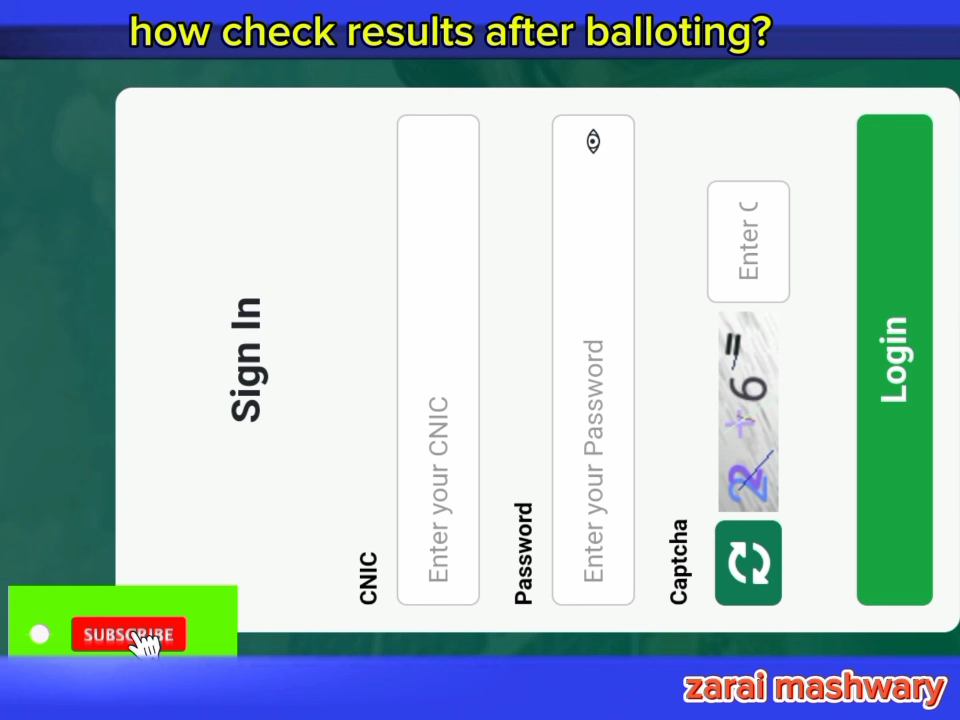 how check results after balloting?
Sign In
CNIC
Enter your CNIC
Password
Enter your Password
Captcha
+ 6 =
Enter C
Login
SUBSCRIBE
zarai mashwary